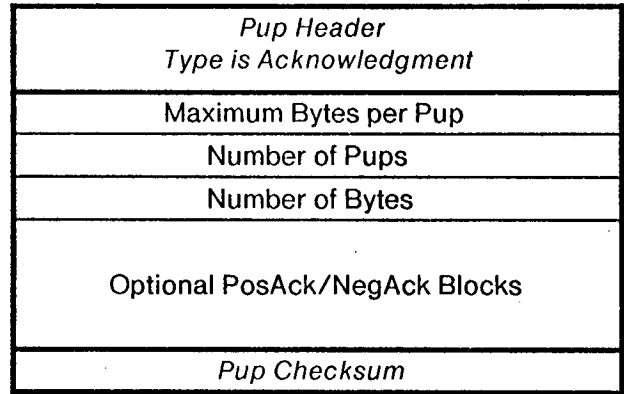 Pup Header
Type is Acknowledgment
Maximum Bytes per Pup
Number of Pups
Number of Bytes
Optional PosAck/NegAck Blocks
Pup Checksum